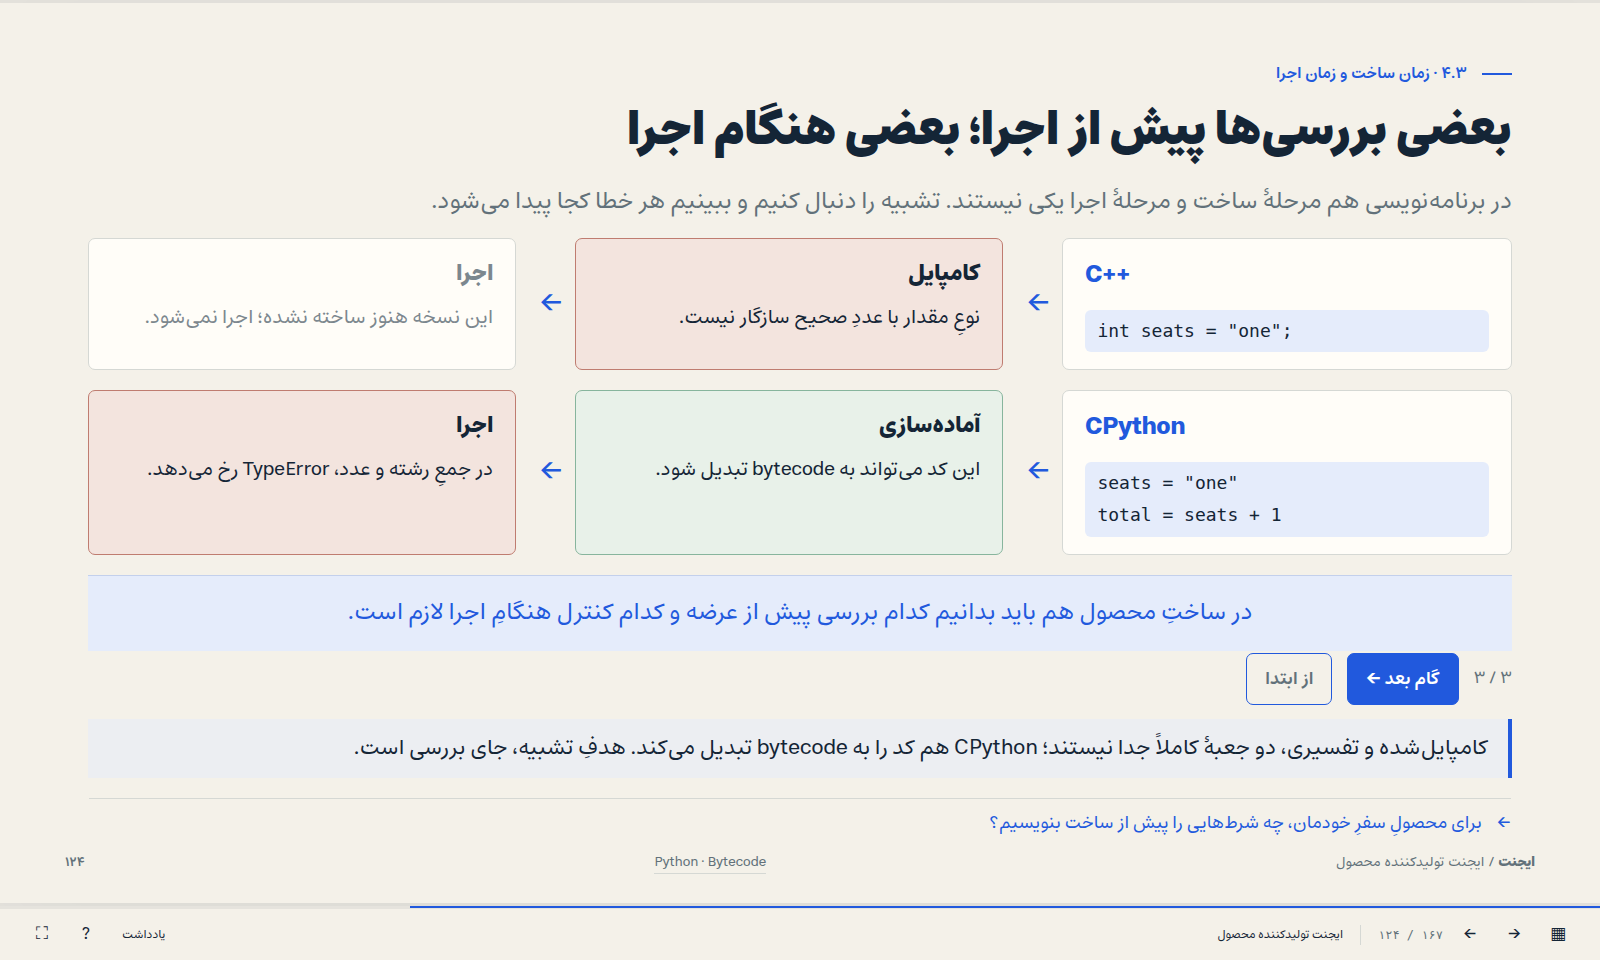 ۴.۳ · زمان ساخت و زمان اجرا
بعضی بررسی‌ها پیش از اجرا؛ بعضی هنگام اجرا
در برنامه‌نویسی هم مرحلهٔ ساخت و مرحلهٔ اجرا یکی نیستند. تشبیه را دنبال کنیم و ببینیم هر خطا کجا پیدا می‌شود.
C++
int seats = "one";
←
کامپایل
نوعِ مقدار با عددِ صحیح سازگار نیست.
←
اجرا
این نسخه هنوز ساخته نشده؛ اجرا نمی‌شود.
CPython
seats = "one"
total = seats + 1
←
آماده‌سازی
این کد می‌تواند به bytecode تبدیل شود.
←
اجرا
در جمعِ رشته و عدد، TypeError رخ می‌دهد.
در ساختِ محصول هم باید بدانیم کدام بررسی پیش از عرضه و کدام کنترل هنگامِ اجرا لازم است.
۳ / ۳
گام بعد ←
از ابتدا
کامپایل‌شده و تفسیری، دو جعبهٔ کاملاً جدا نیستند؛ CPython هم کد را به bytecode تبدیل می‌کند. هدفِ تشبیه، جای بررسی است.
← برای محصولِ سفرِ خودمان، چه شرط‌هایی را پیش از ساخت بنویسیم؟
ایجنت / ایجنت تولیدکننده محصول
Python · Bytecode
۱۲۴
▦ → ← ۱۲۴ / ۱۶۷
ایجنت تولیدکننده محصول
یادداشت
?